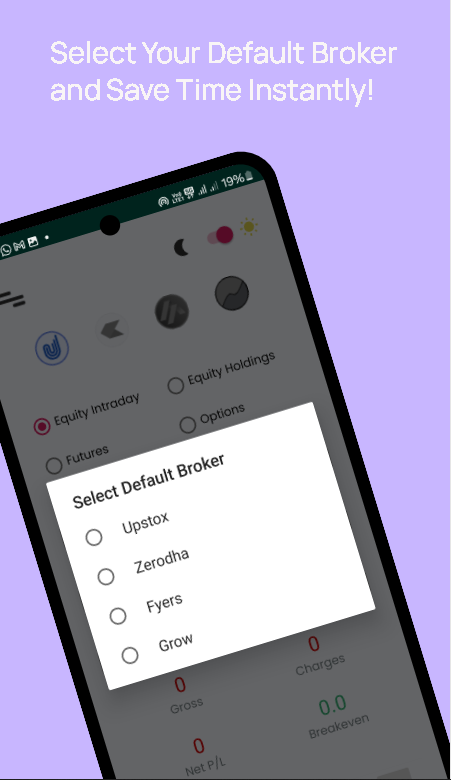 Select Your Default Broker
and Save Time Instantly!
19%
Equity Intraday
Equity Holdings
Futures
Options
Select Default Broker
Upstox
Zerodha
Fyers
Grow
0
Gross
0
Charges
0
Net P/L
0.0
Breakeven